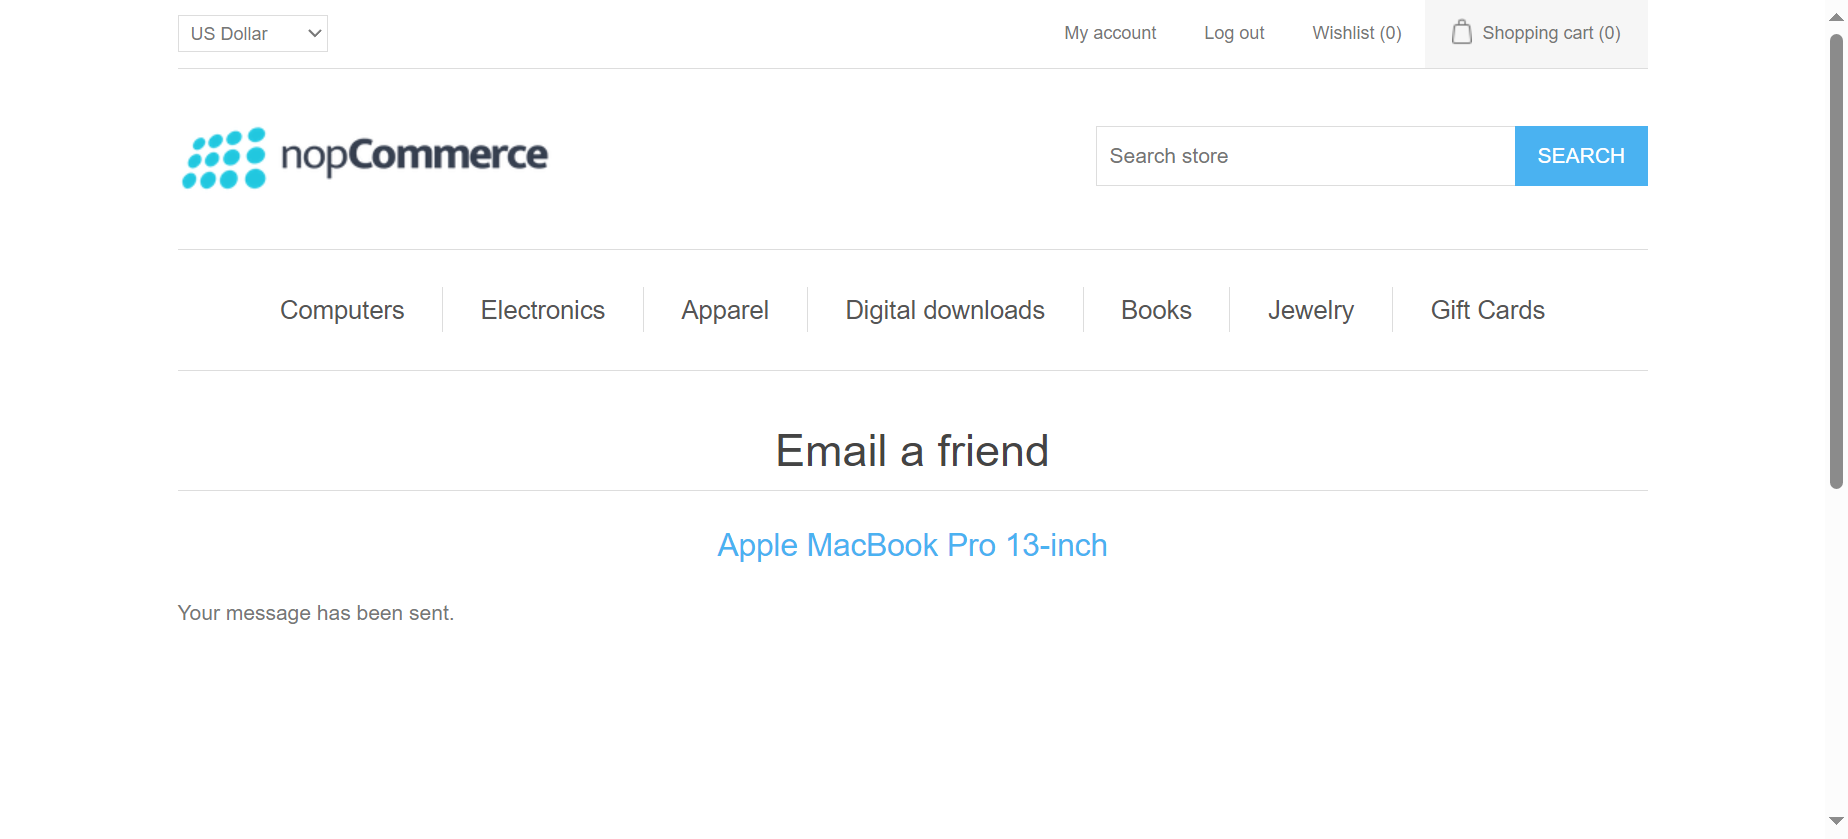 US Dollar
My account
Log out
Wishlist (0)
Shopping cart (0)
nopCommerce
Search store
SEARCH
Computers
Electronics
Apparel
Digital downloads
Books
Jewelry
Gift Cards
Email a friend
Apple MacBook Pro 13-inch
Your message has been sent.